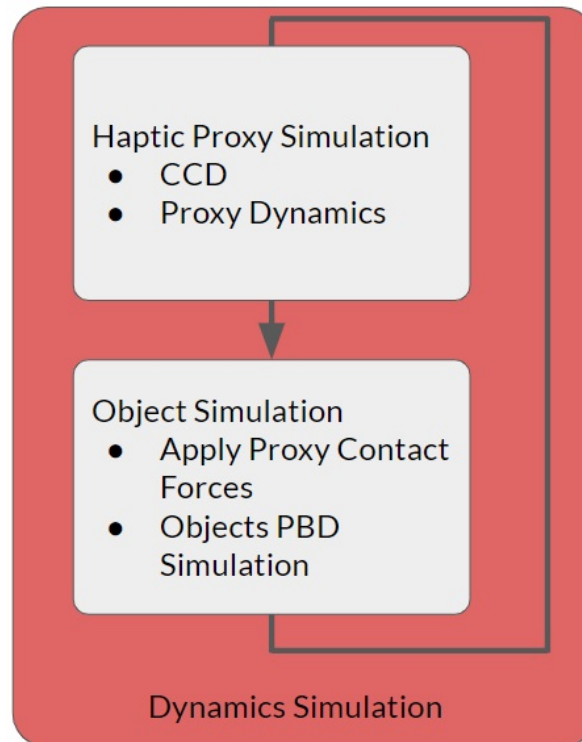 Haptic Proxy Simulation
● CCD
● Proxy Dynamics
Object Simulation
● Apply Proxy Contact
Forces
● Objects PBD
Simulation
Dynamics Simulation